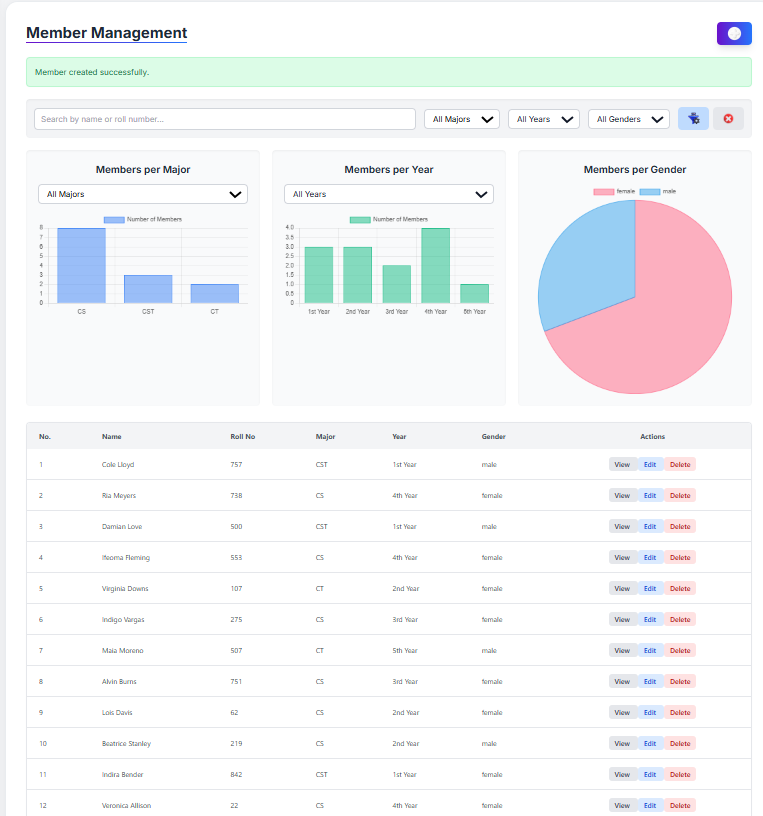 Member Management
Member created successfully.
Search by name or roll number... All Majors All Years All Genders
Members per Major
All Majors
Number of Members
8
7
6
5
4
3
2
1
0
CS CST CT
Members per Year
All Years
Number of Members
4.0
3.5
3.0
2.5
2.0
1.5
1.0
0.5
0
1st Year 2nd Year 3rd Year 4th Year 5th Year
Members per Gender
female male
No. Name Roll No Major Year Gender Actions
1 Cole Lloyd 757 CST 1st Year male View Edit Delete
2 Ria Meyers 738 CS 4th Year female View Edit Delete
3 Damian Love 500 CST 1st Year male View Edit Delete
4 Ifeoma Fleming 553 CS 4th Year female View Edit Delete
5 Virginia Downs 107 CT 2nd Year female View Edit Delete
6 Indigo Vargas 275 CS 3rd Year female View Edit Delete
7 Maia Moreno 507 CT 5th Year male View Edit Delete
8 Alvin Burns 751 CS 3rd Year female View Edit Delete
9 Lois Davis 62 CS 2nd Year female View Edit Delete
10 Beatrice Stanley 219 CS 2nd Year male View Edit Delete
11 Indira Bender 842 CST 1st Year female View Edit Delete
12 Veronica Allison 22 CS 4th Year female View Edit Delete